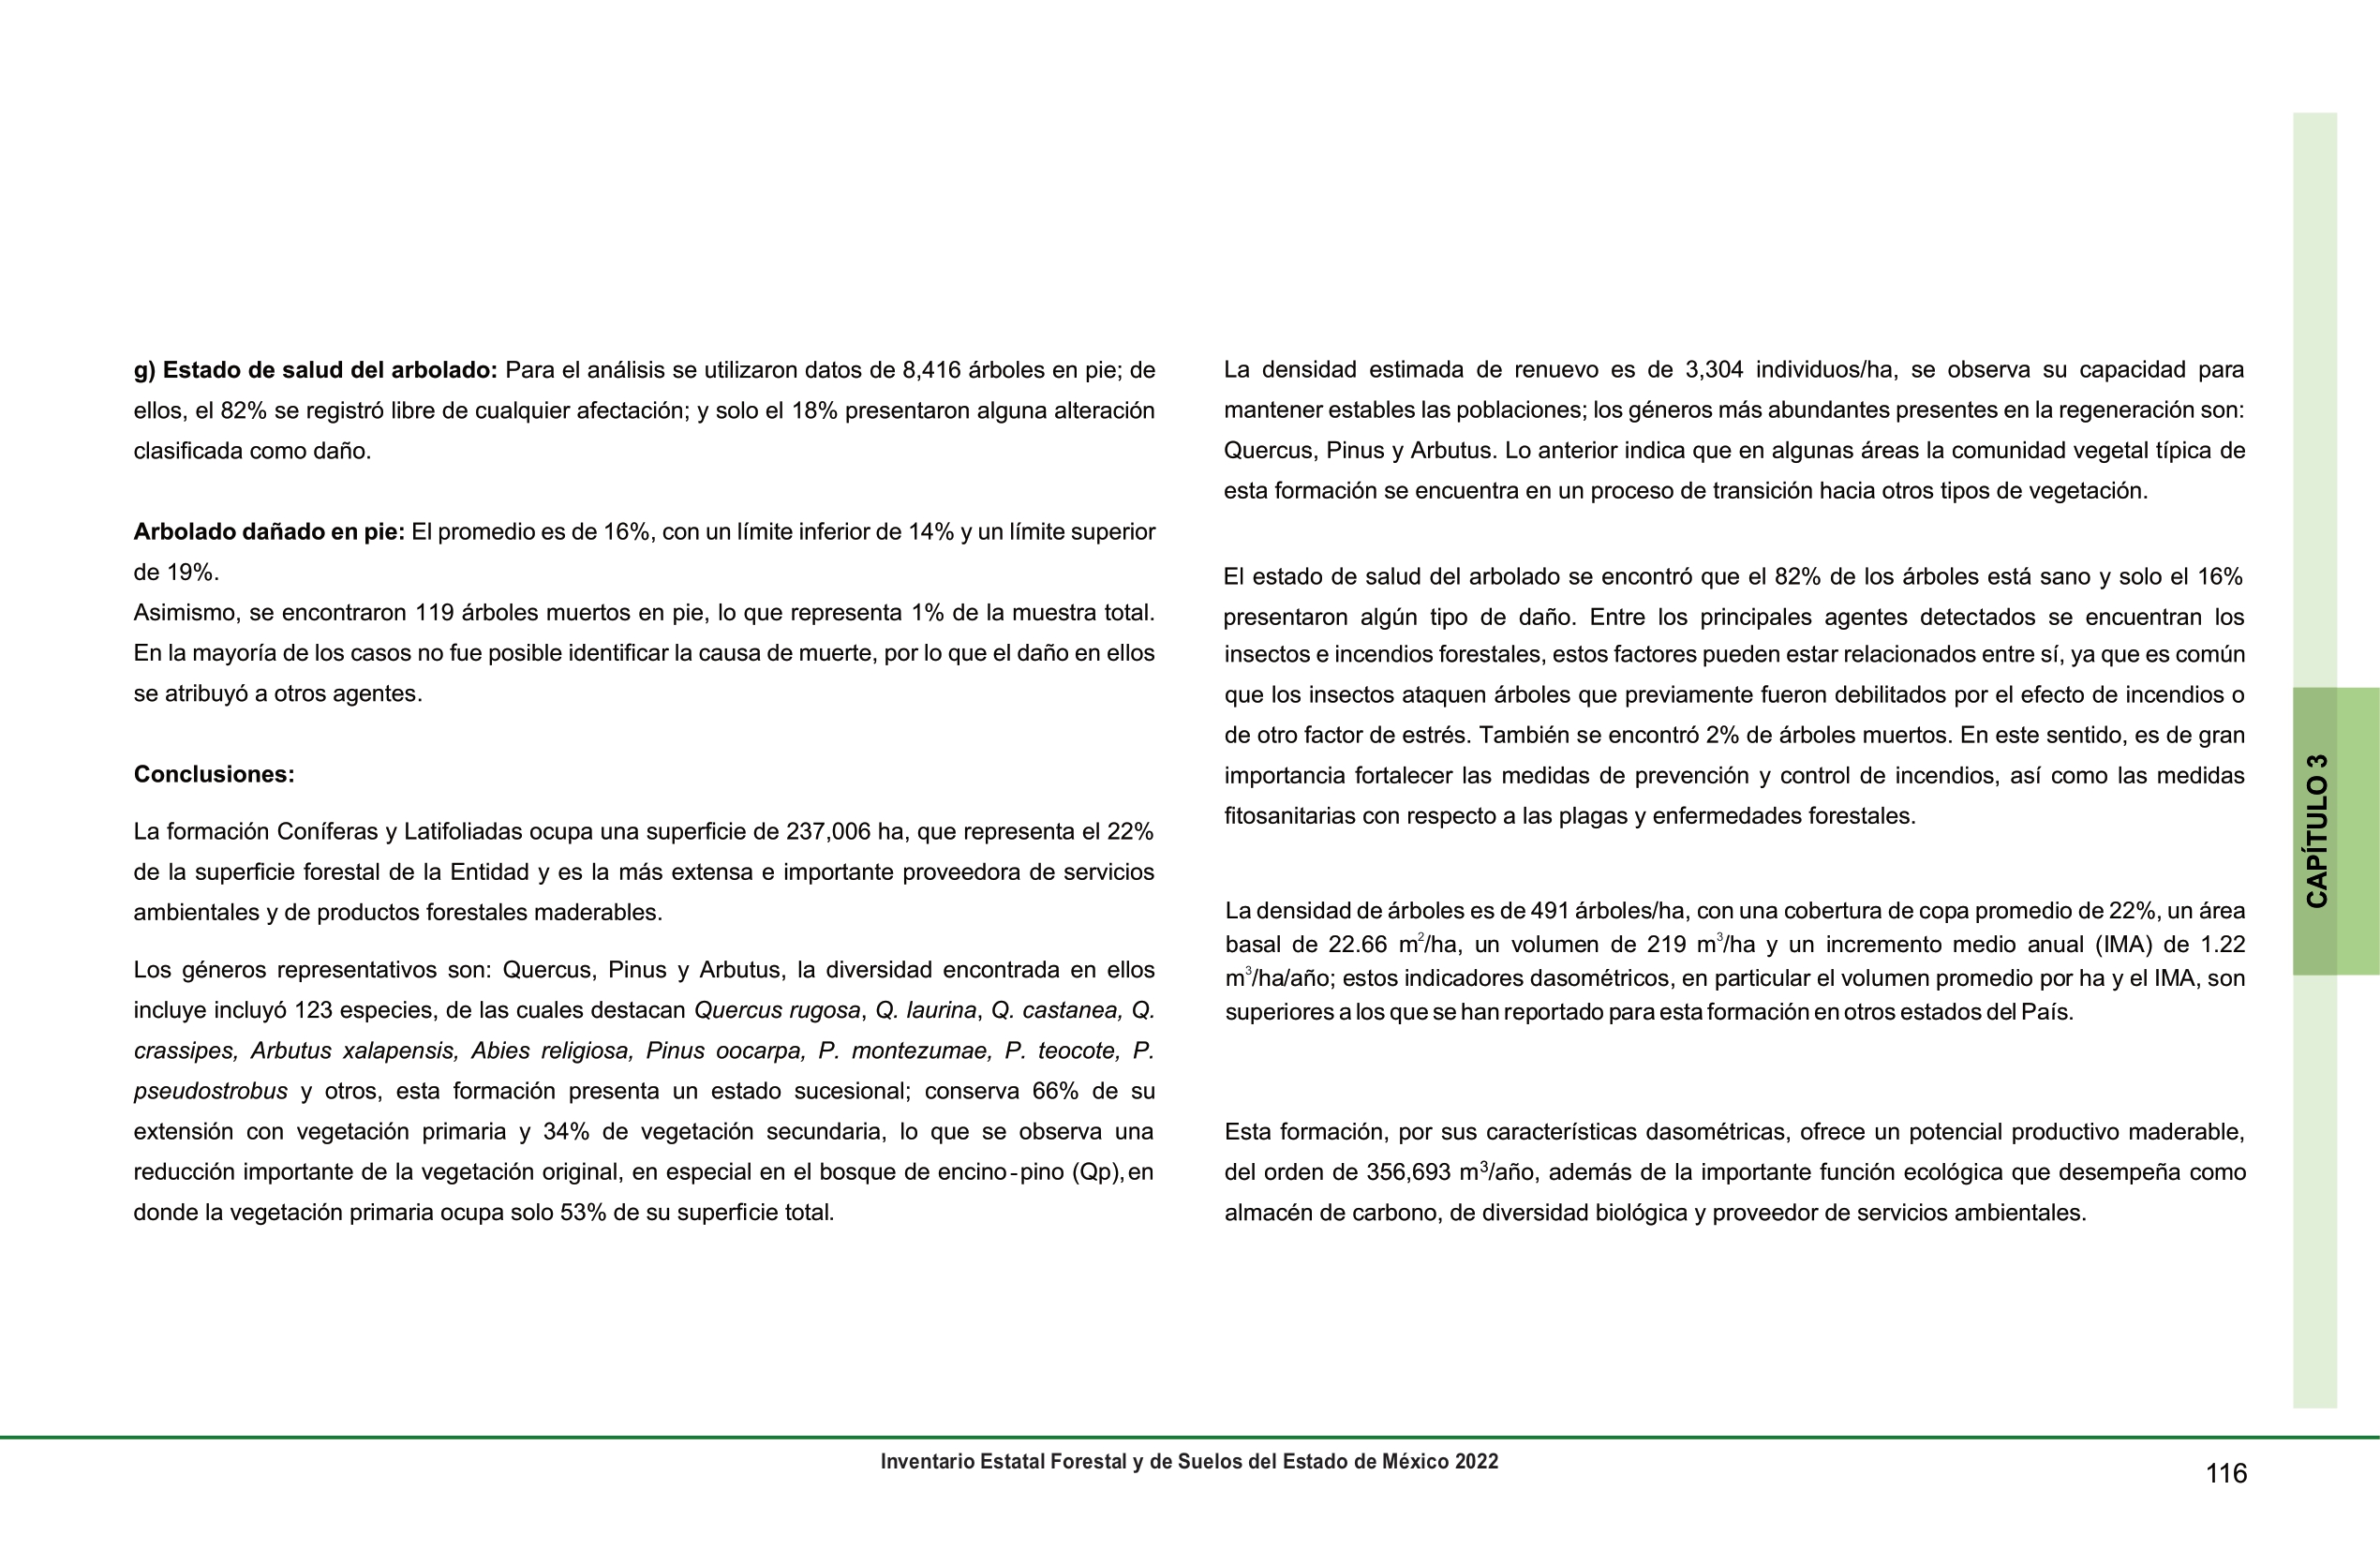 g) Estado de salud del arbolado: Para el análisis se utilizaron datos de 8,416 árboles en pie; de
ellos, el 82% se registró libre de cualquier afectación; y solo el 18% presentaron alguna alteración
clasificada como daño.
Arbolado dañado en pie: El promedio es de 16%, con un límite inferior de 14% y un límite superior
de 19%.
Asimismo, se encontraron 119 árboles muertos en pie, lo que representa 1% de la muestra total.
En la mayoría de los casos no fue posible identificar la causa de muerte, por lo que el daño en ellos
se atribuyó a otros agentes.
Conclusiones:
La formación Coníferas y Latifoliadas ocupa una superficie de 237,006 ha, que representa el 22%
de la superficie forestal de la Entidad y es la más extensa e importante proveedora de servicios
ambientales y de productos forestales maderables.
Los géneros representativos son: Quercus, Pinus y Arbutus, la diversidad encontrada en ellos
incluye incluyó 123 especies, de las cuales destacan Quercus rugosa, Q. laurina, Q. castanea, Q.
crassipes, Arbutus xalapensis, Abies religiosa, Pinus oocarpa, P. montezumae, P. teocote, P.
pseudostrobus y otros, esta formación presenta un estado sucesional; conserva 66% de su
extensión con vegetación primaria y 34% de vegetación secundaria, lo que se observa una
reducción importante de la vegetación original, en especial en el bosque de encino-pino (Qp), en
donde la vegetación primaria ocupa solo 53% de su superficie total.
La densidad estimada de renuevo es de 3,304 individuos/ha, se observa su capacidad para
mantener estables las poblaciones; los géneros más abundantes presentes en la regeneración son:
Quercus, Pinus y Arbutus. Lo anterior indica que en algunas áreas la comunidad vegetal típica de
esta formación se encuentra en un proceso de transición hacia otros tipos de vegetación.
El estado de salud del arbolado se encontró que el 82% de los árboles está sano y solo el 16%
presentaron algún tipo de daño. Entre los principales agentes detectados se encuentran los
insectos e incendios forestales, estos factores pueden estar relacionados entre sí, ya que es común
que los insectos ataquen árboles que previamente fueron debilitados por el efecto de incendios o
de otro factor de estrés. También se encontró 2% de árboles muertos. En este sentido, es de gran
importancia fortalecer las medidas de prevención y control de incendios, así como las medidas
fitosanitarias con respecto a las plagas y enfermedades forestales.
La densidad de árboles es de 491 árboles/ha, con una cobertura de copa promedio de 22%, un área
basal de 22.66 m²/ha, un volumen de 219 m³/ha y un incremento medio anual (IMA) de 1.22
m³/ha/año; estos indicadores dasométricos, en particular el volumen promedio por ha y el IMA, son
superiores a los que se han reportado para esta formación en otros estados del País.
Esta formación, por sus características dasométricas, ofrece un potencial productivo maderable,
del orden de 356,693 m³/año, además de la importante función ecológica que desempeña como
almacén de carbono, de diversidad biológica y proveedor de servicios ambientales.
CAPÍTULO 3
Inventario Estatal Forestal y de Suelos del Estado de México 2022
116